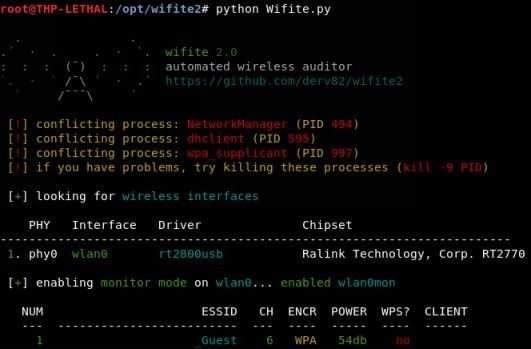 root@THP-LETHAL:/opt/wifite2# python Wifite.py
wifite 2.0
automated wireless auditor
https://github.com/derv82/wifite2
[!] conflicting process: NetworkManager (PID 494)
[!] conflicting process: dhclient (PID 595)
[!] conflicting process: wpa_supplicant (PID 997)
[!] if you have problems, try killing these processes (kill -9 PID)
[+] looking for wireless interfaces
PHY Interface Driver Chipset
1. phy0 wlan0 rt2800usb Ralink Technology, Corp. RT2770
[+] enabling monitor mode on wlan0... enabled wlan0mon
NUM ESSID CH ENCR POWER WPS? CLIENT
1 _Guest 6 WPA 54db no